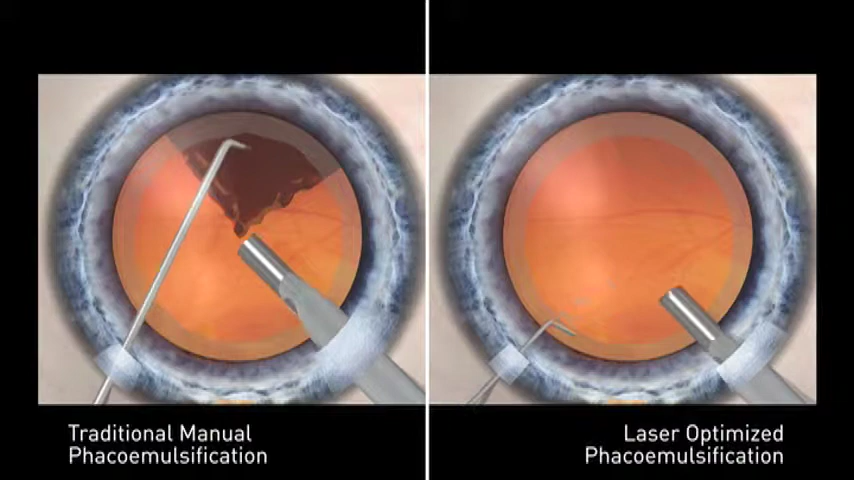 Traditional Manual
Phacoemulsification
Laser Optimized
Phacoemulsification